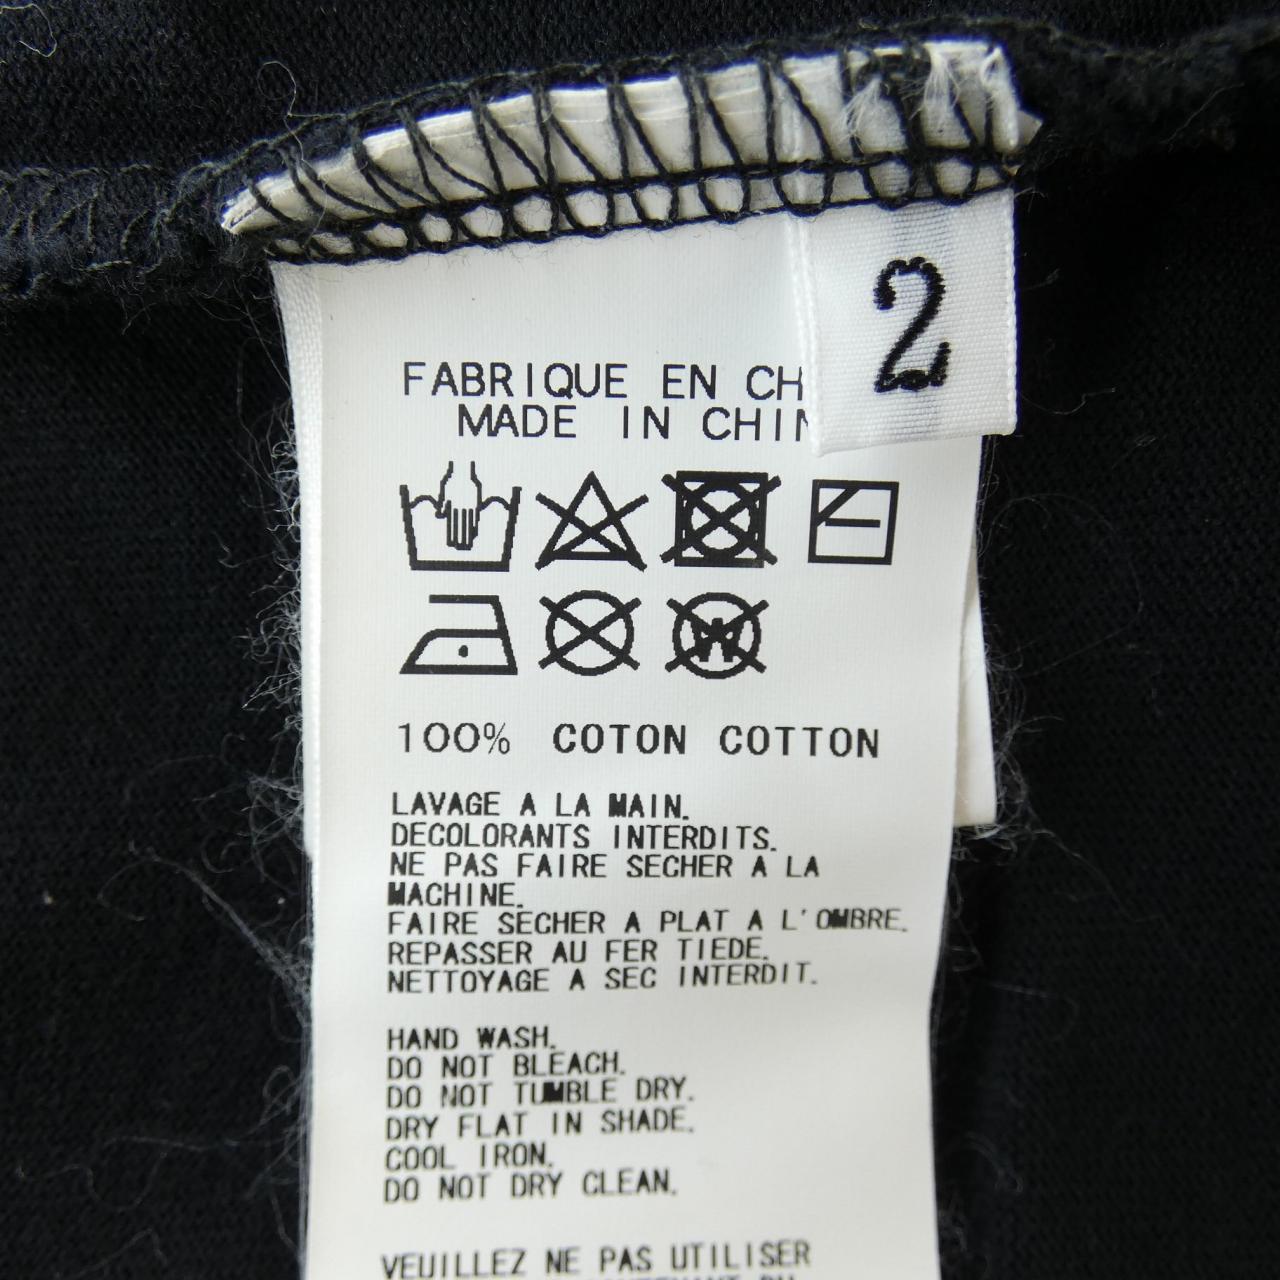 2
FABRIQUE EN
MADE IN
100% COTON COTTON
LAVAGE A LA MAIN.
DECOLORANTS INTERDITS.
NE PAS FAIRE SECHER A LA
MACHINE.
FAIRE SECHER A PLAT A L'OMBRE.
REPASSER AU FER TIEDE.
NETTOYAGE A SEC INTERDIT.
HAND WASH.
DO NOT BLEACH.
DO NOT TUMBLE DRY.
DRY FLAT IN SHADE.
COOL IRON.
DO NOT DRY CLEAN.
VEUILLEZ NE PAS UTILISER